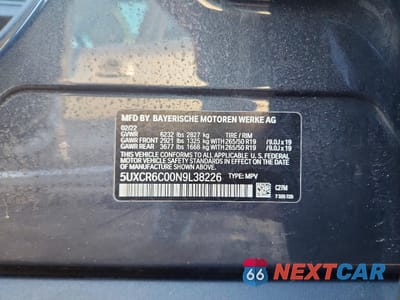 MFD BY BAYERISCHE MOTOREN WERKE AG
02/22
GVWR 6232 lbs 2827 kg TIRE / RIM
GAWR FRONT 2921 lbs 1325 kg WITH 265/50 R19 /9.0J x 19
GAWR REAR 3677 lbs 1668 kg WITH 265/50 R19 /9.0J x 19
THIS VEHICLE CONFORMS TO ALL APPLICABLE U.S. FEDERAL
MOTOR VEHICLE SAFETY STANDARDS IN EFFECT ON THE DATE
OF MANUFACTURE SHOWN ABOVE.
5UXCR6C00N9L38226 TYPE: MPV
C27M
66 NEXTCAR